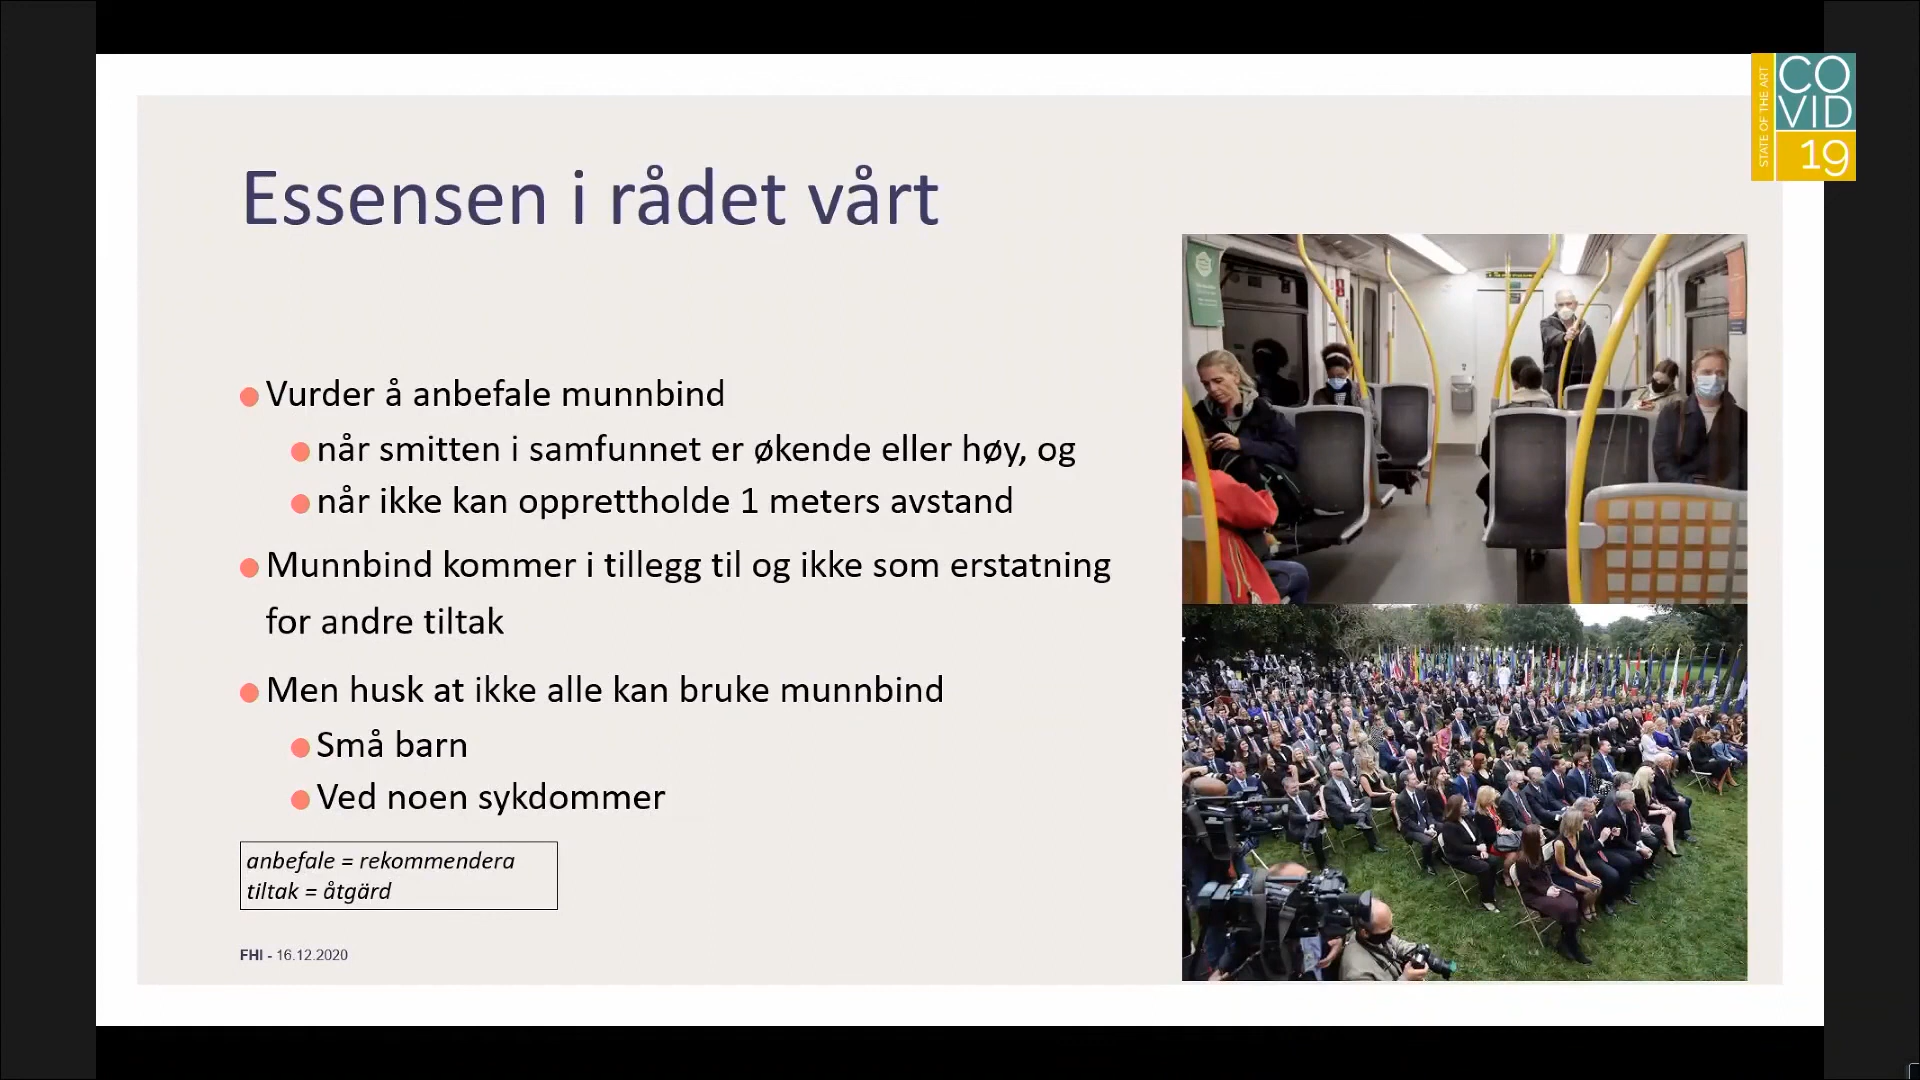 STATE OF THE ART
CO
VID
19
Essensen i rådet vårt
Vurder å anbefale munnbind
når smitten i samfunnet er økende eller høy, og
når ikke kan opprettholde 1 meters avstand
Munnbind kommer i tillegg til og ikke som erstatning
for andre tiltak
Men husk at ikke alle kan bruke munnbind
Små barn
Ved noen sykdommer
anbefale = rekommendera
tiltak = åtgärd
FHI - 16.12.2020